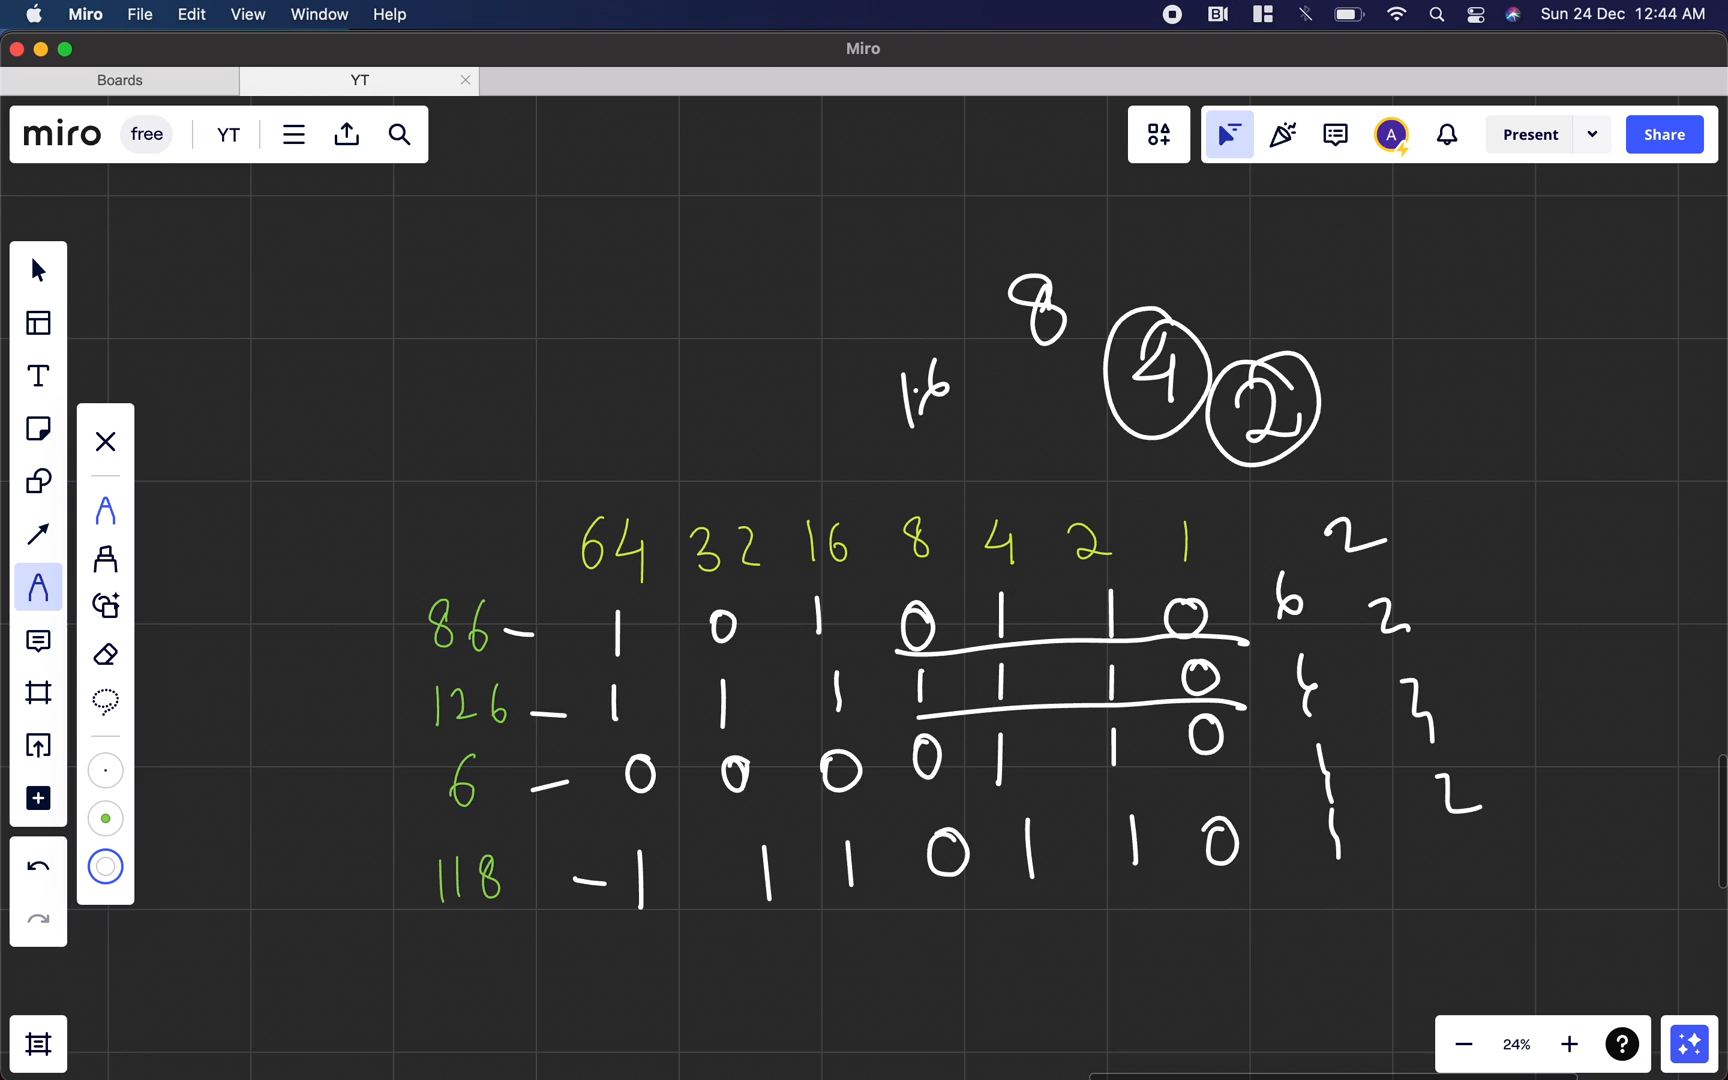 Miro File Edit View Window Help Sun 24 Dec 12:44 AM
Miro
Boards YT
miro free YT Present Share
A
8
4
16
2
64 32 16 8 4 2 1 2
86 - 1 0 1 0 1 1 0 6 2
126 - 1 1 1 1 1 1 0 4
6 - 0 0 0 0 1 1 0 1 2
118 - 1 1 1 0 1 1 0 1
24%